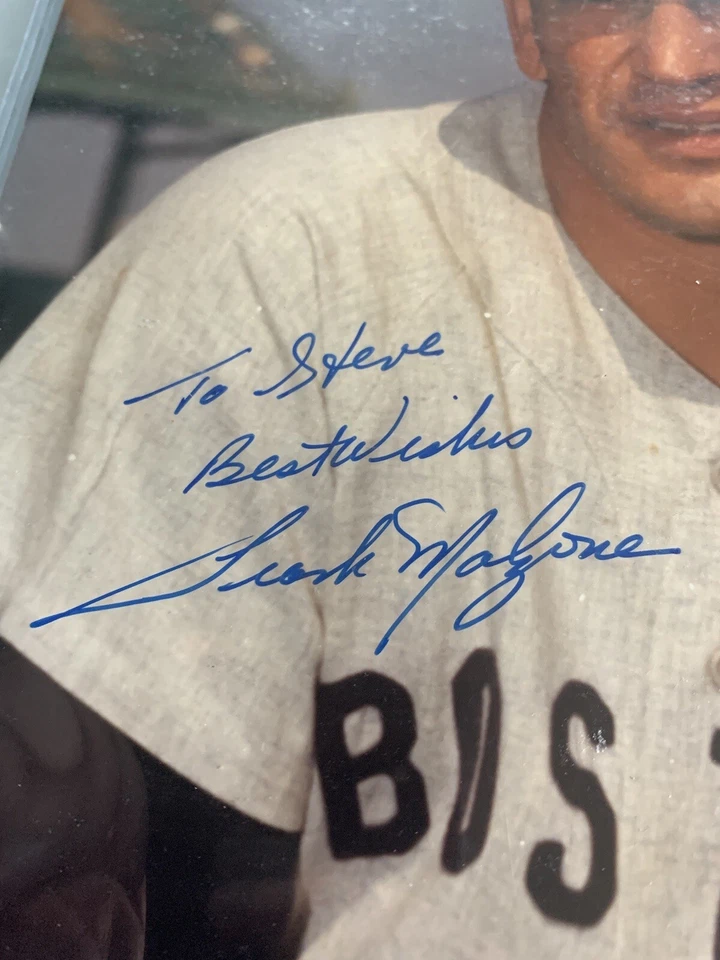 To Steve
Best Wishes
Frank Malzone
BOS